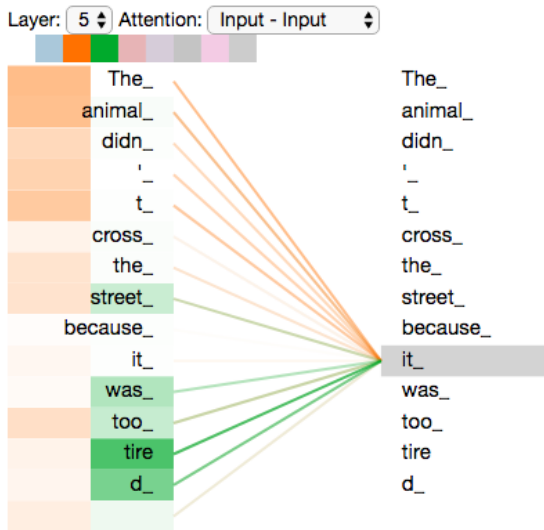 Layer: 5 Attention: Input - Input
The_ The_
animal_ animal_
didn_ didn_
'_ '_
t_ t_
cross_ cross_
the_ the_
street_ street_
because_ because_
it_ it_
was_ was_
too_ too_
tire tire
d_ d_